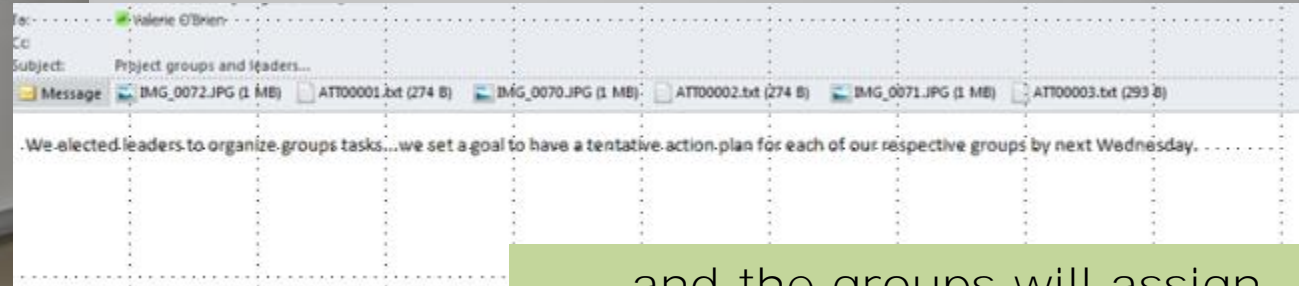 To: Valerie O'Brien
Cc
Subject: Project groups and leaders...
Message IMG_0072.JPG (1 MB) ATT00001.txt (274 B) IMG_0070.JPG (1 MB) ATT00002.txt (274 B) IMG_0071.JPG (1 MB) ATT00003.txt (293 B)
We elected leaders to organize groups tasks...we set a goal to have a tentative action plan for each of our respective groups by next Wednesday.
and the groups will assign